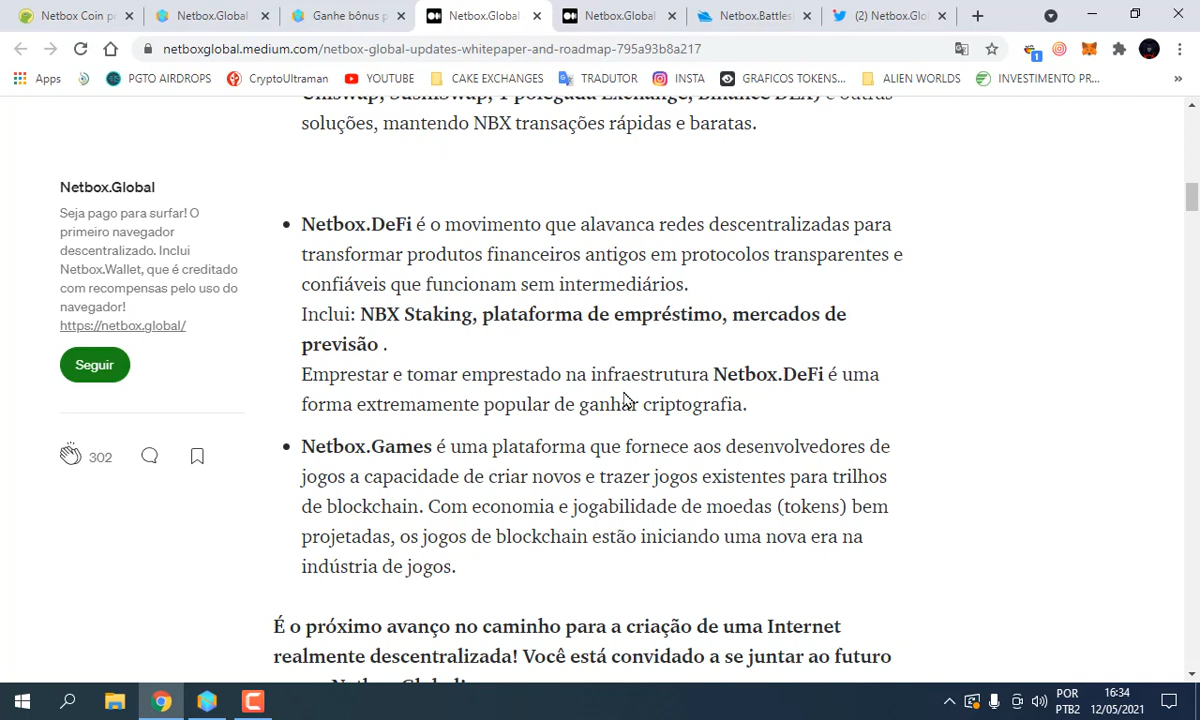 Netbox Coin p
Netbox.Global
Ganhe bônus p
Netbox.Global
Netbox.Global
Netbox.Battles
(2) Netbox.Glo
netboxglobal.medium.com/netbox-global-updates-whitepaper-and-roadmap-795a93b8a217
1
Apps
PGTO AIRDROPS
CryptoUltraman
YOUTUBE
CAKE EXCHANGES
TRADUTOR
INSTA
GRAFICOS TOKENS...
ALIEN WORLDS
INVESTIMENTO PR...
»
Uniswap, SushiSwap, 1 polegada Exchange, Binance DEX) e outras
soluções, mantendo NBX transações rápidas e baratas.
Netbox.Global
Seja pago para surfar! O
primeiro navegador
descentralizado. Inclui
Netbox.Wallet, que é creditado
com recompensas pelo uso do
navegador!
https://netbox.global/
Seguir
302
Netbox.DeFi é o movimento que alavanca redes descentralizadas para
transformar produtos financeiros antigos em protocolos transparentes e
confiáveis que funcionam sem intermediários.
Inclui: NBX Staking, plataforma de empréstimo, mercados de
previsão .
Emprestar e tomar emprestado na infraestrutura Netbox.DeFi é uma
forma extremamente popular de ganhar criptografia.
Netbox.Games é uma plataforma que fornece aos desenvolvedores de
jogos a capacidade de criar novos e trazer jogos existentes para trilhos
de blockchain. Com economia e jogabilidade de moedas (tokens) bem
projetadas, os jogos de blockchain estão iniciando uma nova era na
indústria de jogos.
É o próximo avanço no caminho para a criação de uma Internet
realmente descentralizada! Você está convidado a se juntar ao futuro
POR
PTB2
16:34
12/05/2021